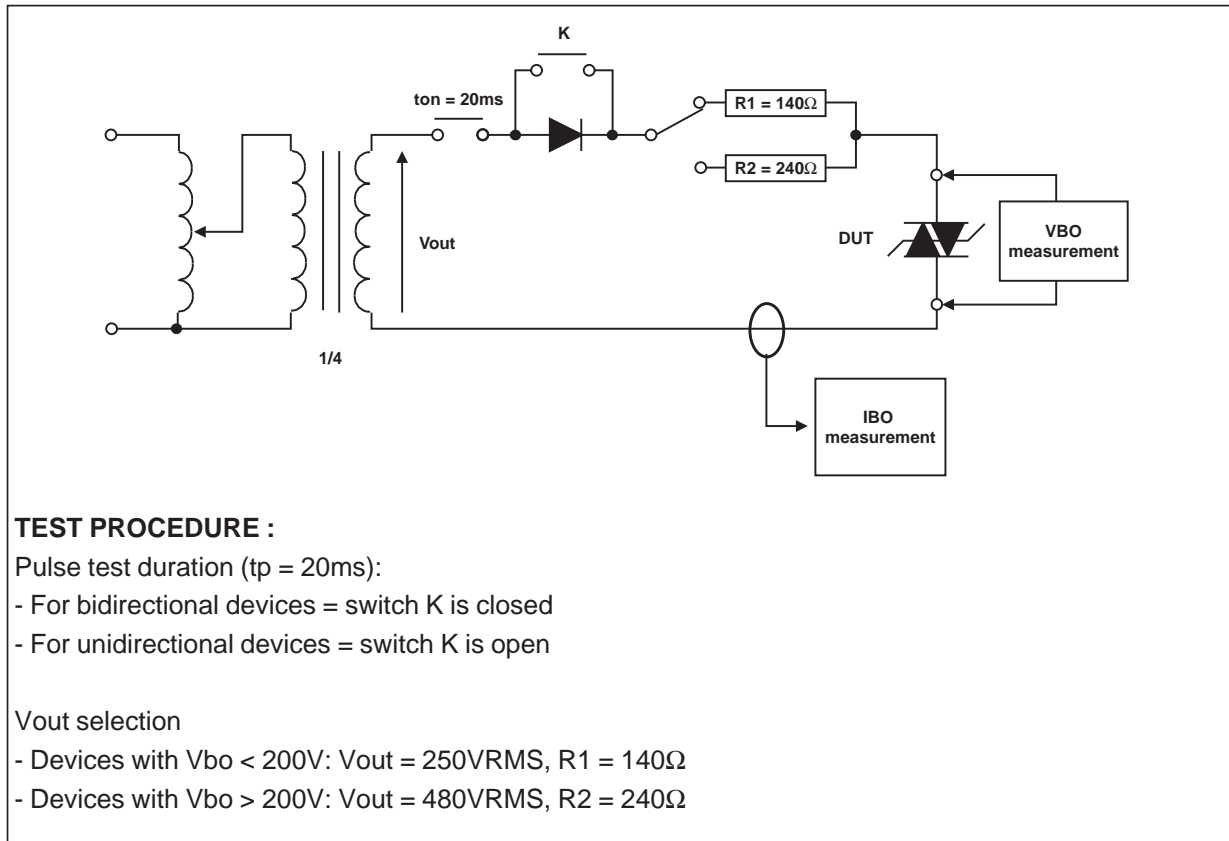 K
ton = 20ms
R1 = 140Ω
R2 = 240Ω
Vout
DUT
VBO
measurement
1/4
IBO
measurement
TEST PROCEDURE :
Pulse test duration (tp = 20ms):
- For bidirectional devices = switch K is closed
- For unidirectional devices = switch K is open
Vout selection
- Devices with Vbo < 200V: Vout = 250VRMS, R1 = 140Ω
- Devices with Vbo > 200V: Vout = 480VRMS, R2 = 240Ω